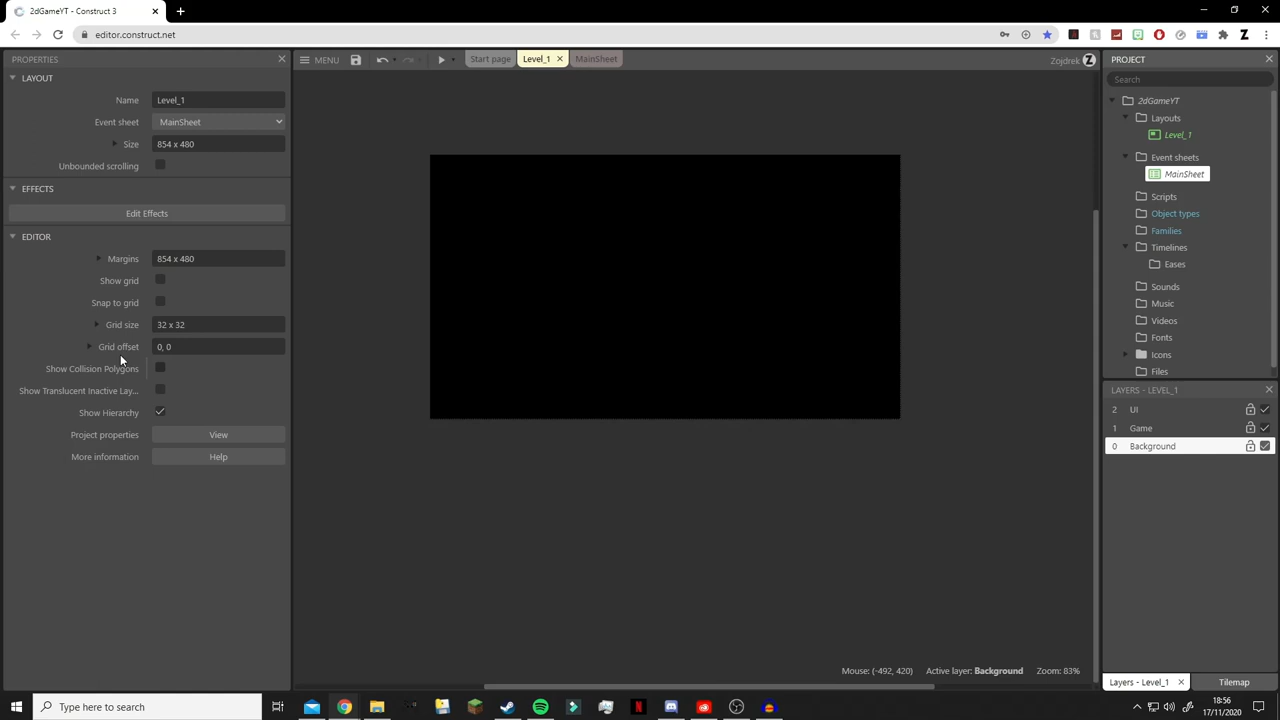 2dGameYT - Construct 3
editor.construct.net
PROPERTIES
LAYOUT
Name Level_1
Event sheet MainSheet
Size 854 x 480
Unbounded scrolling
EFFECTS
Edit Effects
EDITOR
Margins 854 x 480
Show grid
Snap to grid
Grid size 32 x 32
Grid offset 0, 0
Show Collision Polygons
Show Translucent Inactive Lay...
Show Hierarchy
Project properties View
More information Help
MENU
Start page Level_1 MainSheet
Zojdrek
Mouse: (-492, 420) Active layer: Background Zoom: 83%
PROJECT
Search
2dGameYT
Layouts
Level_1
Event sheets
MainSheet
Scripts
Object types
Families
Timelines
Eases
Sounds
Music
Videos
Fonts
Icons
Files
LAYERS - LEVEL_1
2 UI
1 Game
0 Background
Layers - Level_1 Tilemap
Type here to search
18:56
17/11/2020